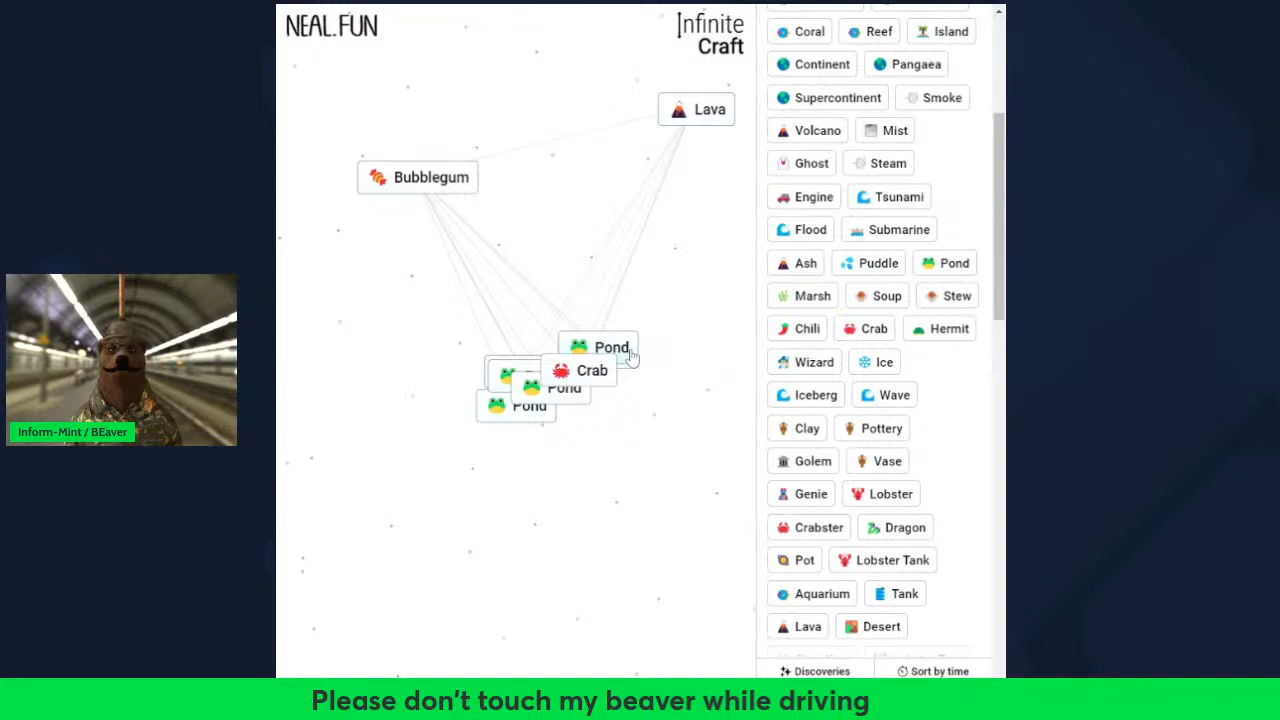 NEAL.FUN
Infinite
Craft
Lava
Bubblegum
Pond
Crab
Pond
Pond
Coral
Reef
Island
Continent
Pangaea
Supercontinent
Smoke
Volcano
Mist
Ghost
Steam
Engine
Tsunami
Flood
Submarine
Ash
Puddle
Pond
Marsh
Soup
Stew
Chili
Crab
Hermit
Wizard
Ice
Iceberg
Wave
Clay
Pottery
Golem
Vase
Genie
Lobster
Crabster
Dragon
Pot
Lobster Tank
Aquarium
Tank
Lava
Desert
Discoveries
Sort by time
Inform-Mint / BEaver
Please don't touch my beaver while driving